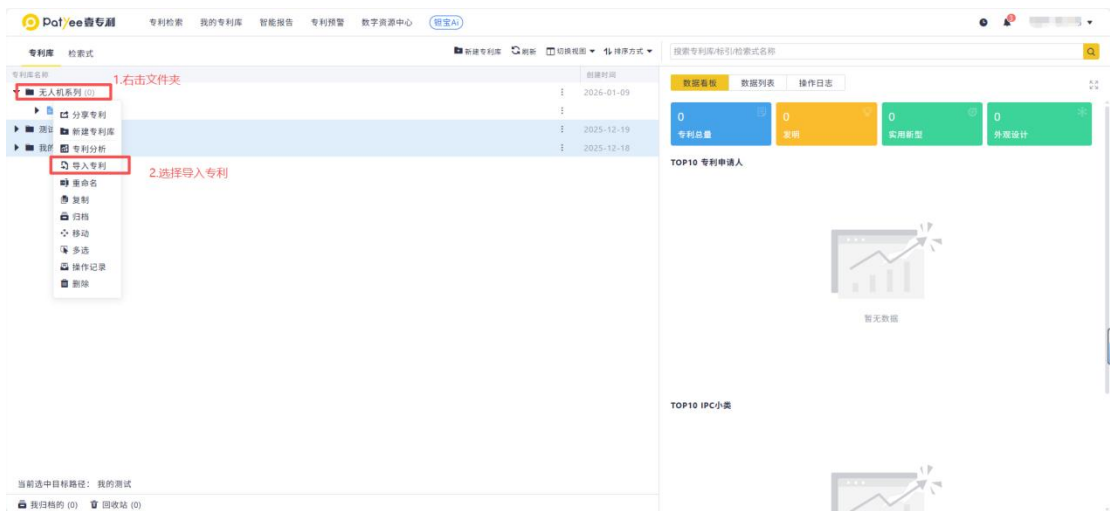 Patyee壹专利 专利检索 我的专利库 智能报告 专利预警 数字资源中心 钽宝Ai
专利库 检索式 新建专利库 刷新 切换视图 排序方式 搜索专利库/标引/检索式名称
专利库名称 创建时间
1.右击文件夹
数据看板 数据列表 操作日志
无人机系列 (0) 2026-01-09
分享专利
测试 新建专利库 2025-12-19
我的 专利分析 2025-12-18
导入专利
2.选择导入专利
重命名
复制
归档
移动
多选
操作记录
删除
0 0 0 0
专利总量 发明 实用新型 外观设计
TOP10 专利申请人
暂无数据
TOP10 IPC小类
当前选中目标路径： 我的测试
我归档的 (0) 回收站 (0)